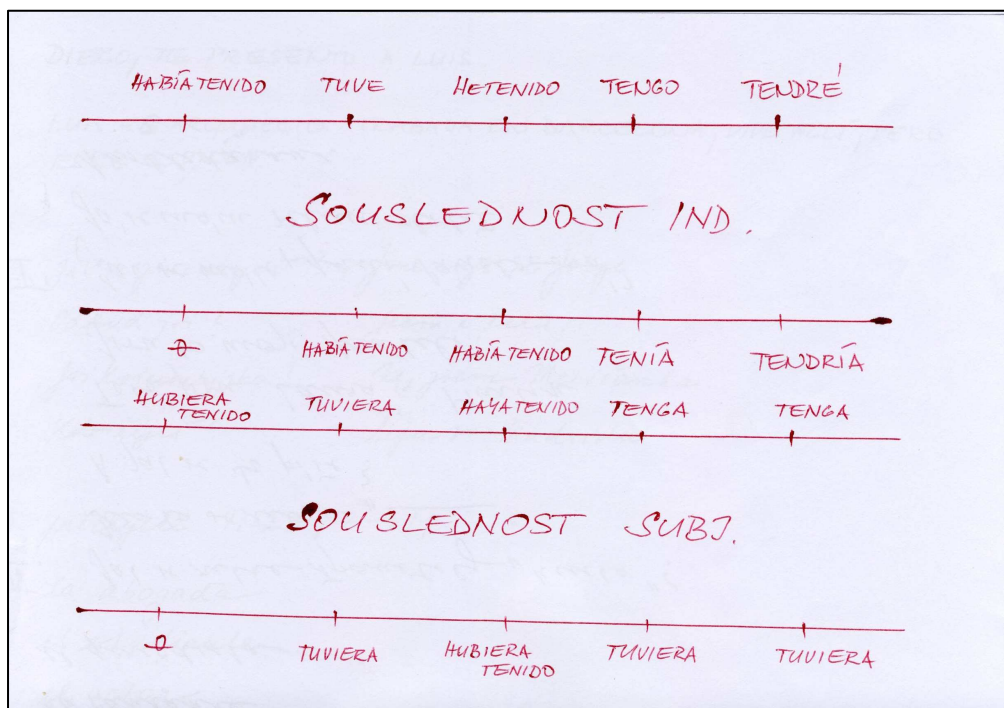 HABÍA TENIDO TUVE HE TENIDO TENGO TENDRÉ
SOUSLEDNOST IND.
0 HABÍA TENIDO HABÍA TENIDO TENÍA TENDRÍA
HUBIERA TENIDO TUVIERA HAYA TENIDO TENGA TENGA
SOUSLEDNOST SUBJ.
0 TUVIERA HUBIERA TENIDO TUVIERA TUVIERA